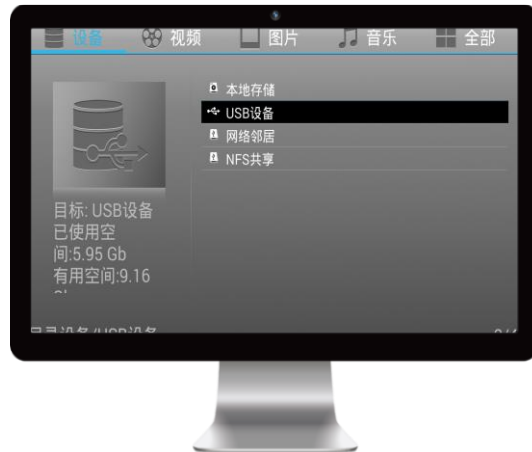 设备 视频 图片 音乐 全部
本地存储
USB设备
网络邻居
NFS共享
目标: USB设备
已使用空
间:5.95 Gb
有用空间:9.16